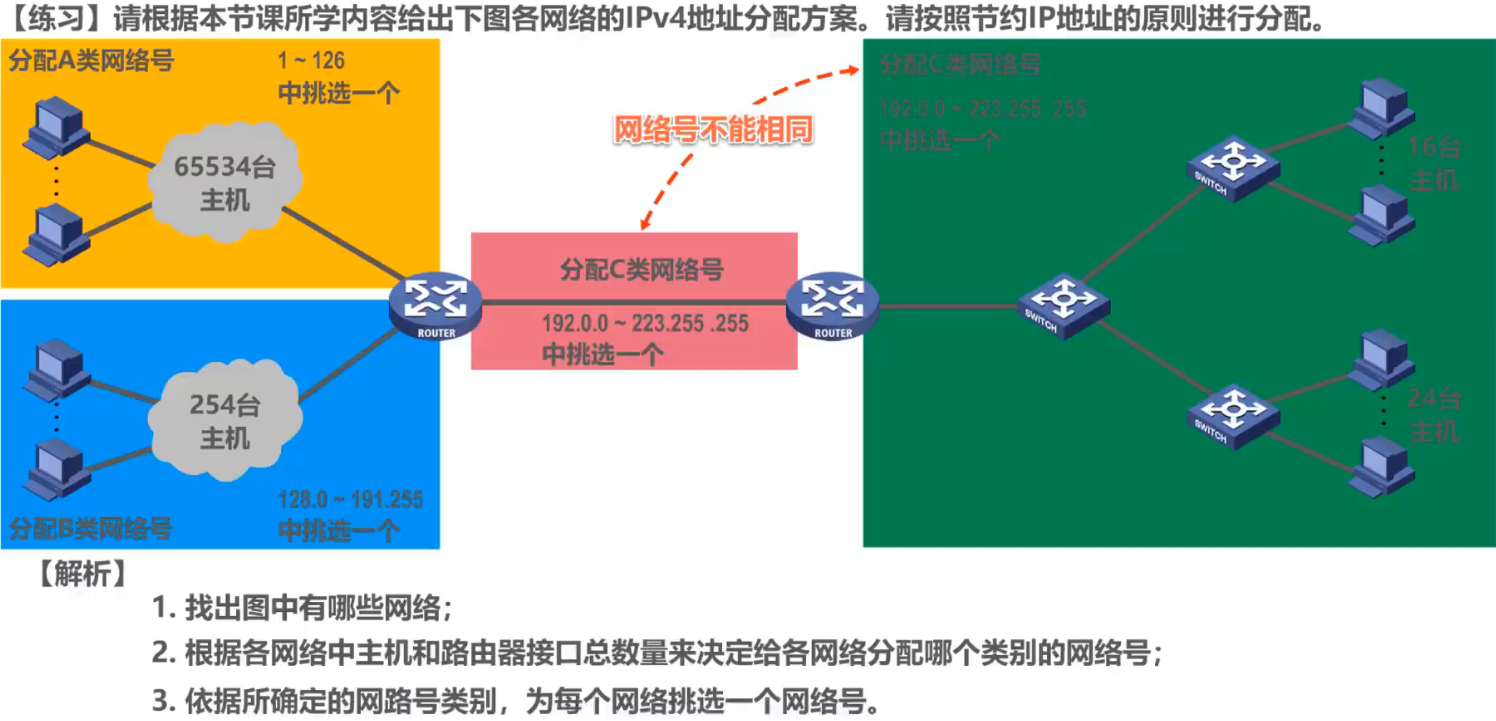 【练习】请根据本节课所学内容给出下图各网络的IPv4地址分配方案。请按照节约IP地址的原则进行分配。
分配A类网络号
1 ~ 126
中挑选一个
65534台
主机
254台
主机
128.0 ~ 191.255
中挑选一个
分配B类网络号
ROUTER
网络号不能相同
分配C类网络号
192.0.0 ~ 223.255 .255
中挑选一个
ROUTER
分配C类网络号
192.0.0 ~ 223.255 .255
中挑选一个
SWITCH
SWITCH
16台
主机
SWITCH
24台
主机
【解析】
1. 找出图中有哪些网络；
2. 根据各网络中主机和路由器接口总数量来决定给各网络分配哪个类别的网络号；
3. 依据所确定的网路号类别，为每个网络挑选一个网络号。